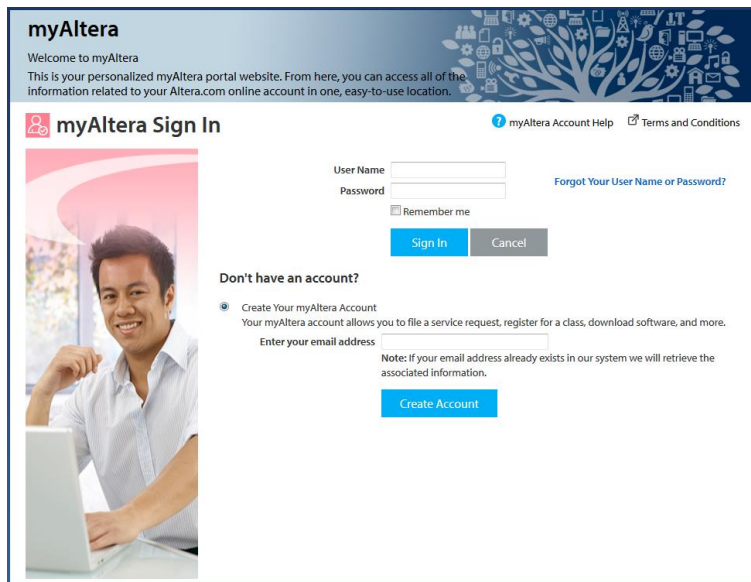 myAltera
Welcome to myAltera
This is your personalized myAltera portal website. From here, you can access all of the
information related to your Altera.com online account in one, easy-to-
use location.
myAltera Sign In
? myAltera Account Help
Terms and Conditions
User Name
Password
Forgot Your User Name or Password?
Remember me
Sign In
Cancel
Don't have an account?
Create Your myAltera Account
Your myAltera account allows you to file a service request, register for a class, download software, and more.
Enter your email address
Note: If your email address already exists in our system we will retrieve the
associated information.
Create Account